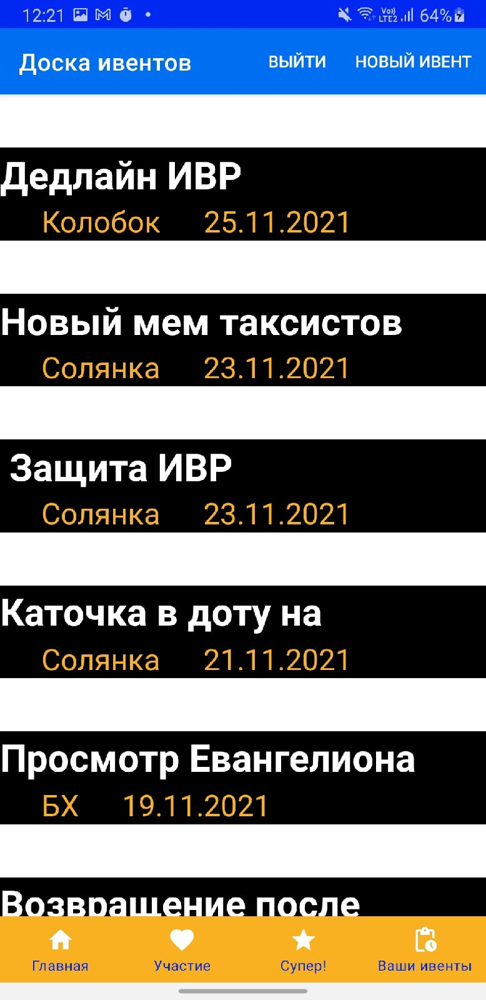 12:21 Vo)) LTE2 64%
Доска ивентов ВЫЙТИ НОВЫЙ ИВЕНТ
Дедлайн ИВР
Колобок 25.11.2021
Новый мем таксистов
Солянка 23.11.2021
Защита ИВР
Солянка 23.11.2021
Каточка в доту на
Солянка 21.11.2021
Просмотр Евангелиона
БХ 19.11.2021
Возвращение после
Главная Участие Супер! Ваши ивенты